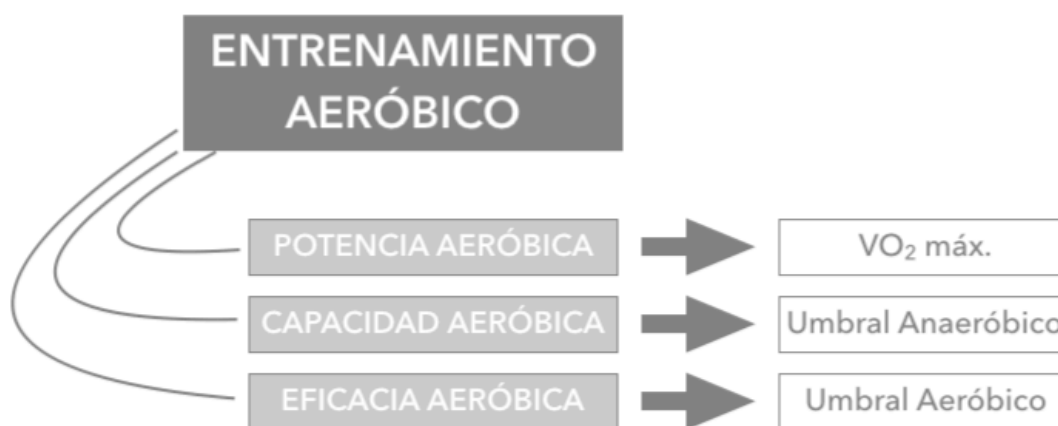 ENTRENAMIENTO
AERÓBICO
POTENCIA AERÓBICA
VO₂ máx.
CAPACIDAD AERÓBICA
Umbral Anaeróbico
EFICACIA AERÓBICA
Umbral Aeróbico